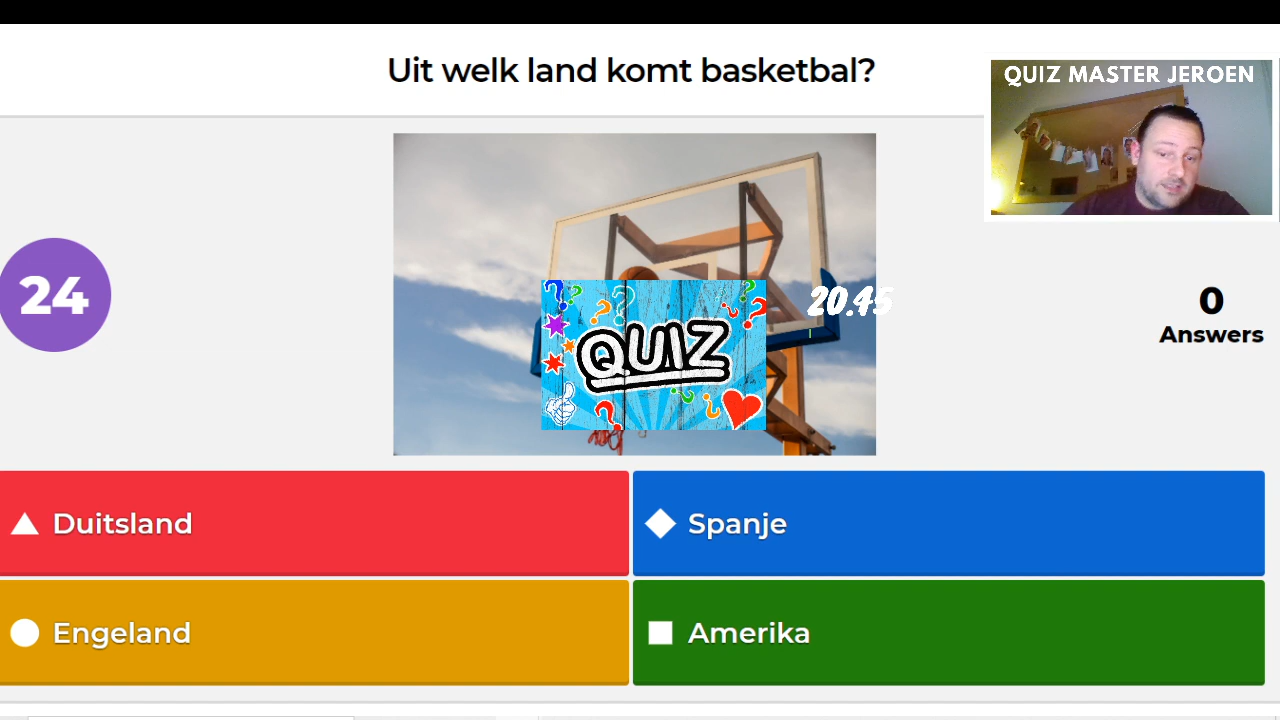 Uit welk land komt basketbal?
QUIZ MASTER JEROEN
24
20.45
0
Answers
QUIZ
Duitsland
Spanje
Engeland
Amerika